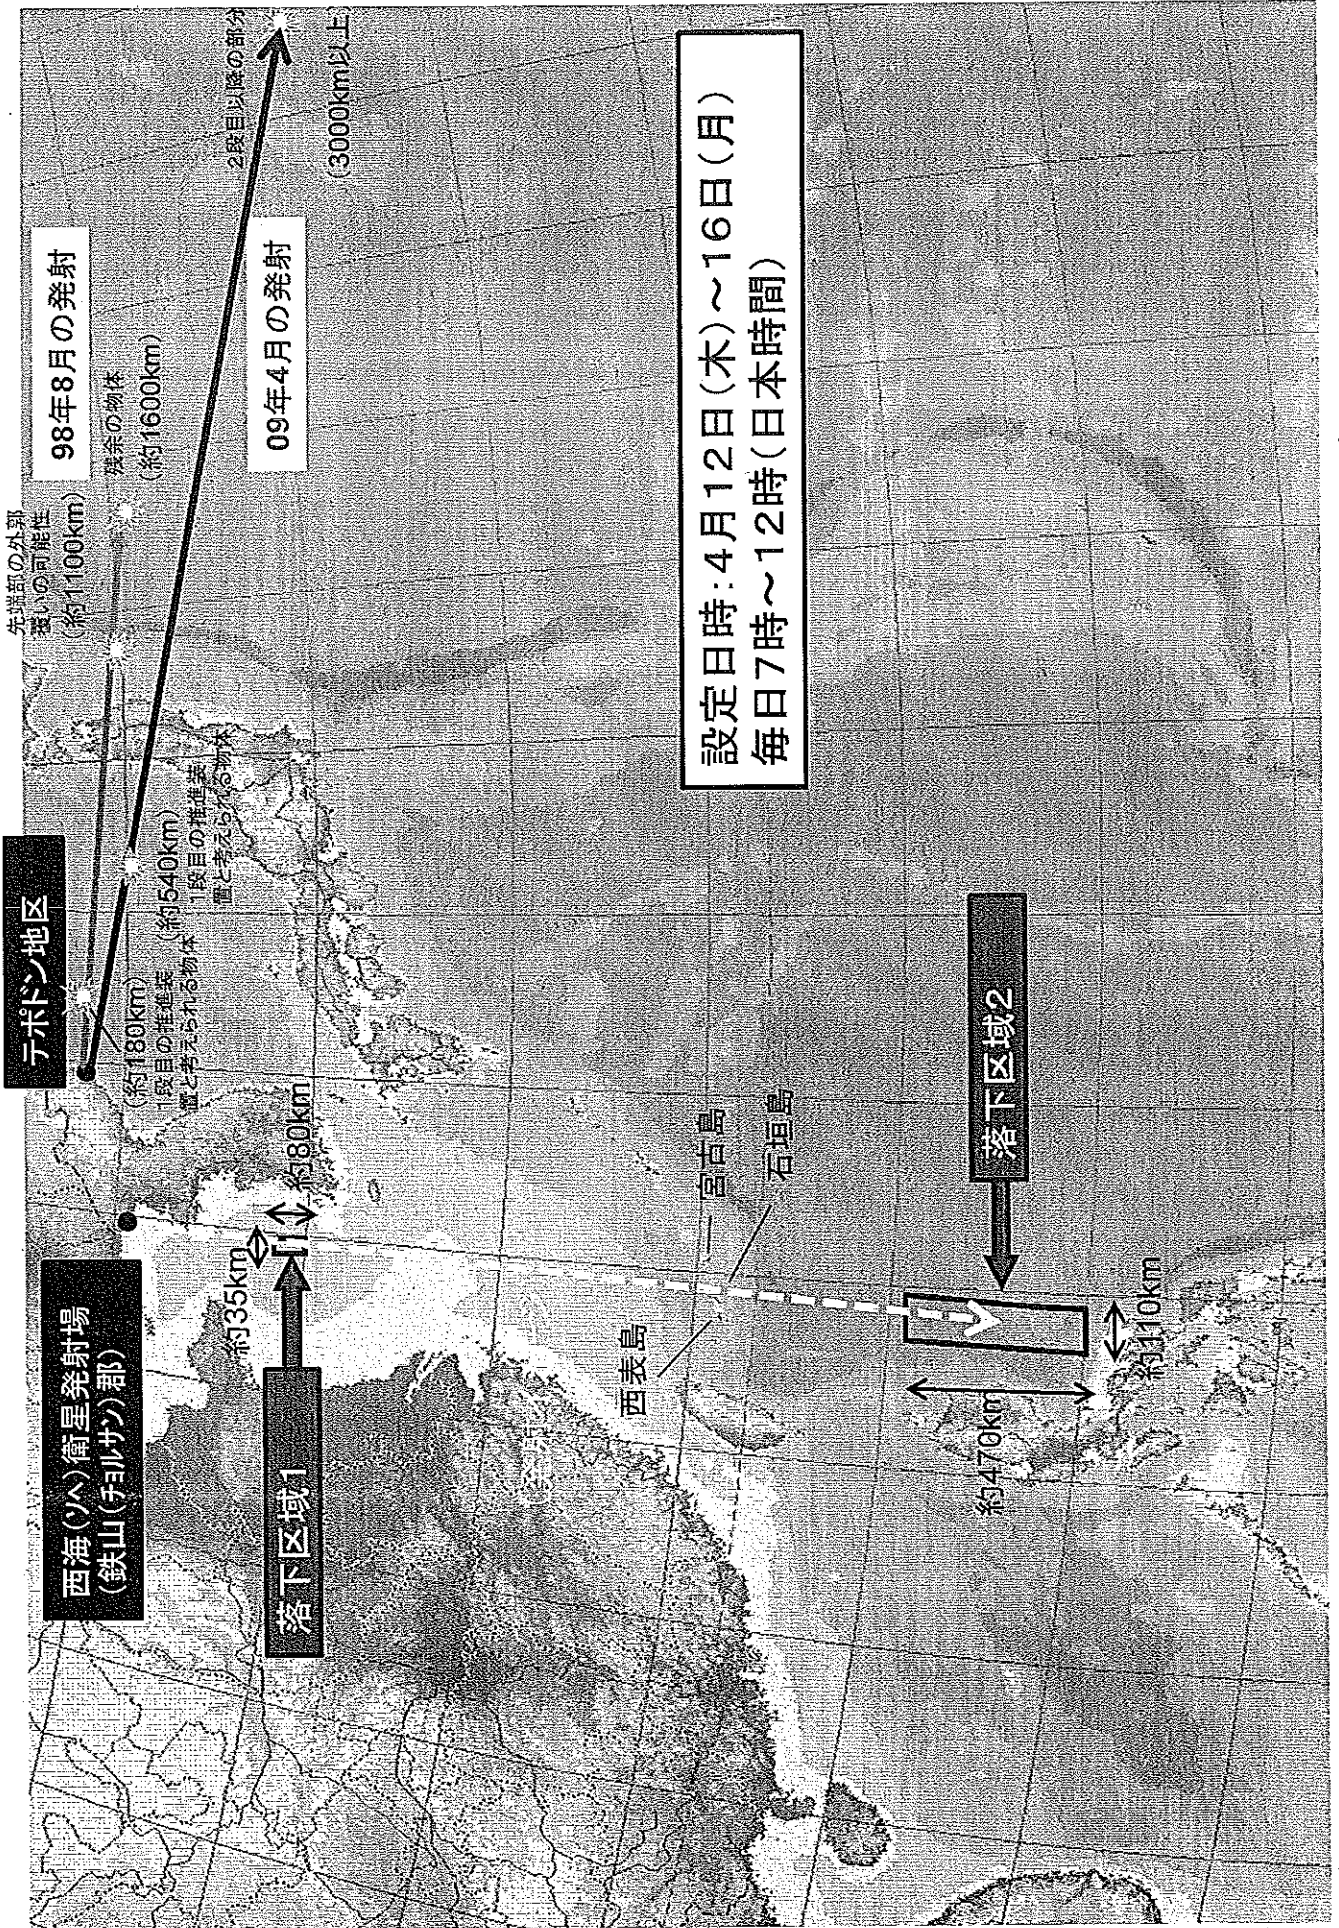 西海(ソヘ)衛星発射場
(鉄山(チョルサン)郡)
テポドン地区
先端部の外郭
覆いの可能性
(約1100km)
98年8月の発射
残余の物体
(約1600km)
2段目以降の部分
(3000km以上)
09年4月の発射
(約180km)
1段目の推進装
置と考えられる物体
(約540km)
1段目の推進装
置と考えられる物体
約35km
約80km
落下区域1
西表島
宮古島
石垣島
設定日時:4月12日(木)~16日(月)
毎日7時~12時(日本時間)
落下区域2
約470km
約110km